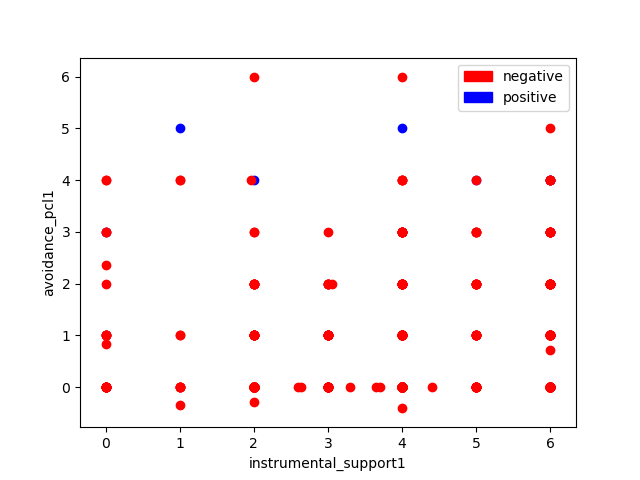 negative
positive
6
5
4
3
2
1
0
avoidance_pcl1
0 1 2 3 4 5 6
instrumental_support1